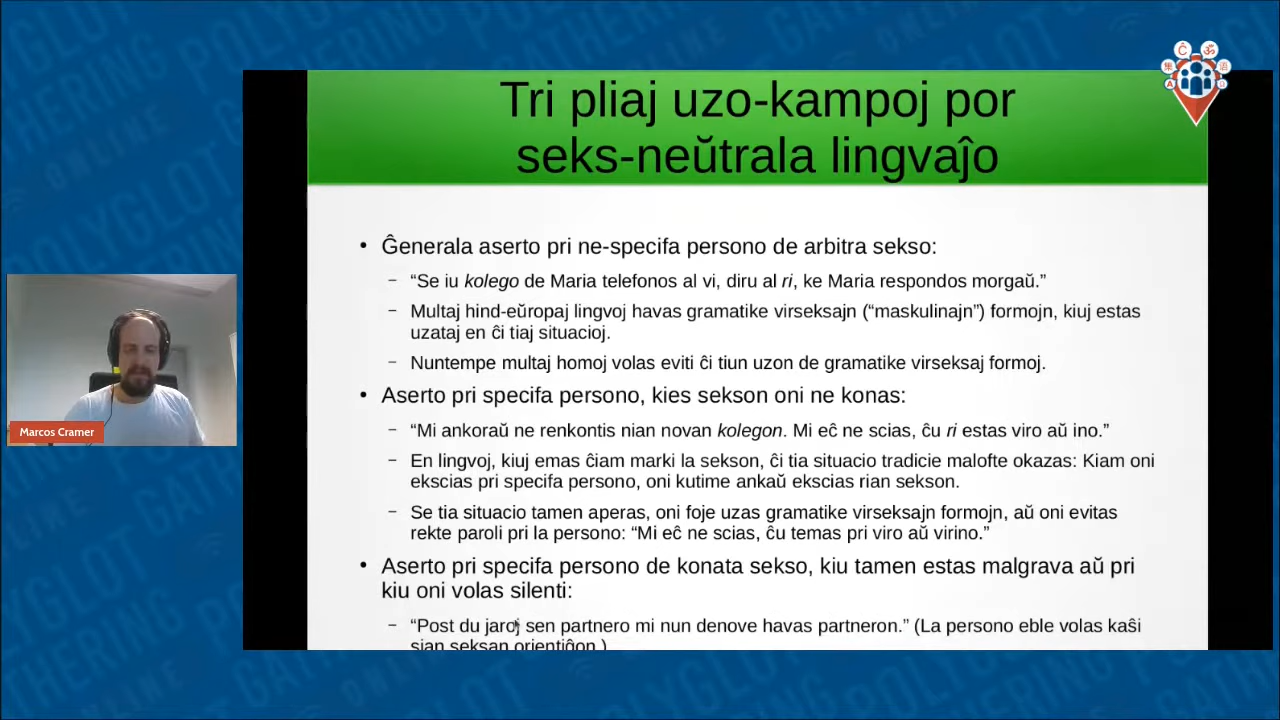 Tri pliaj uzo-kampoj por
seks-neŭtrala lingvaĵo
• Ĝenerala aserto pri ne-specifa persono de arbitra sekso:
– “Se iu kolego de Maria telefonos al vi, diru al ri, ke Maria respondos morgaŭ.”
– Multaj hind-eŭropaj lingvoj havas gramatike virseksajn (“maskulinajn”) formojn, kiuj estas
uzataj en ĉi tiaj situacioj.
– Nuntempe multaj homoj volas eviti ĉi tiun uzon de gramatike virseksaj formoj.
• Aserto pri specifa persono, kies sekson oni ne konas:
– “Mi ankoraŭ ne renkontis nian novan kolegon. Mi eĉ ne scias, ĉu ri estas viro aŭ ino.”
– En lingvoj, kiuj emas ĉiam marki la sekson, ĉi tia situacio tradicie malofte okazas: Kiam oni
ekscias pri specifa persono, oni kutime ankaŭ ekscias rian sekson.
– Se tia situacio tamen aperas, oni foje uzas gramatike virseksajn formojn, aŭ oni evitas
rekte paroli pri la persono: “Mi eĉ ne scias, ĉu temas pri viro aŭ virino.”
• Aserto pri specifa persono de konata sekso, kiu tamen estas malgrava aŭ pri
kiu oni volas silenti:
– “Post du jaroj sen partnero mi nun denove havas partneron.” (La persono eble volas kaŝi
sian seksan orientiĝon.)
Marcos Cramer
POLYGLOT
GATHERING
ONLINE